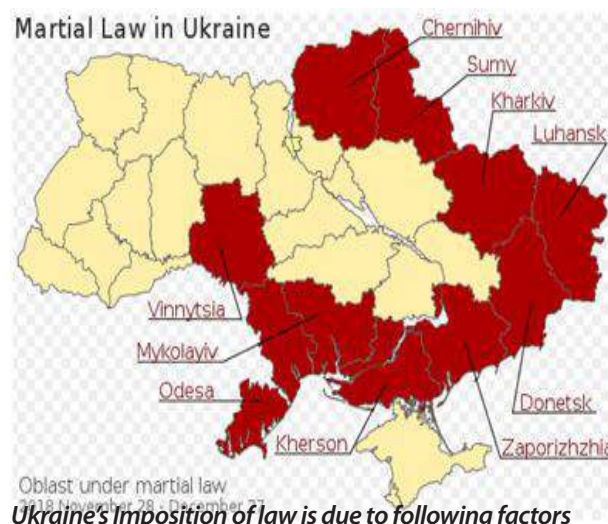 Martial Law in Ukraine
Chernihiv
Sumy
Kharkiv
Luhansk
Vinnytsia
Mykolayiv
Odesa
Kherson
Donetsk
Zaporizhzhia
Oblast under martial law
2018 November 28 - December 27
Ukraine's Imposition of law is due to following factors